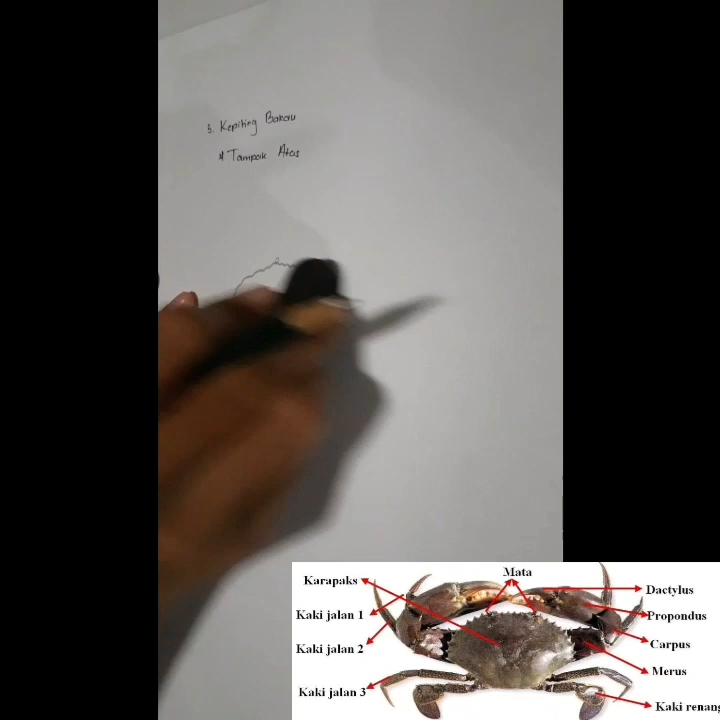 3. Kepiting Bakau
# Tampak Atas
Mata
Karapaks
Dactylus
Kaki jalan 1
Propondus
Kaki jalan 2
Carpus
Merus
Kaki jalan 3
Kaki renang